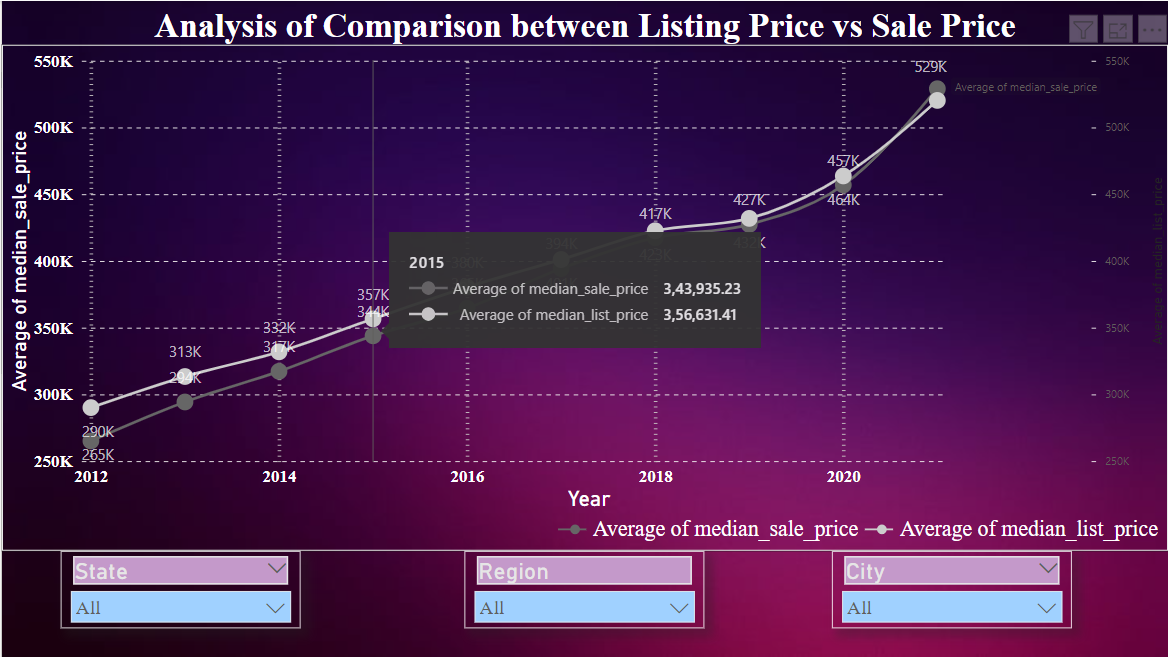 Analysis of Comparison between Listing Price vs Sale Price
550K
500K
450K
400K
350K
300K
250K
Average of median_sale_price
290K
265K
313K
294K
332K
317K
357K
344K
394K
417K
423K
427K
432K
457K
464K
529K
Average of median_sale_price
2015
Average of median_sale_price 3,43,935.23
Average of median_list_price 3,56,631.41
550K
500K
450K
400K
350K
300K
250K
Average of median_list_price
2012 2014 2016 2018 2020
Year
Average of median_sale_price Average of median_list_price
State Region City
All All All